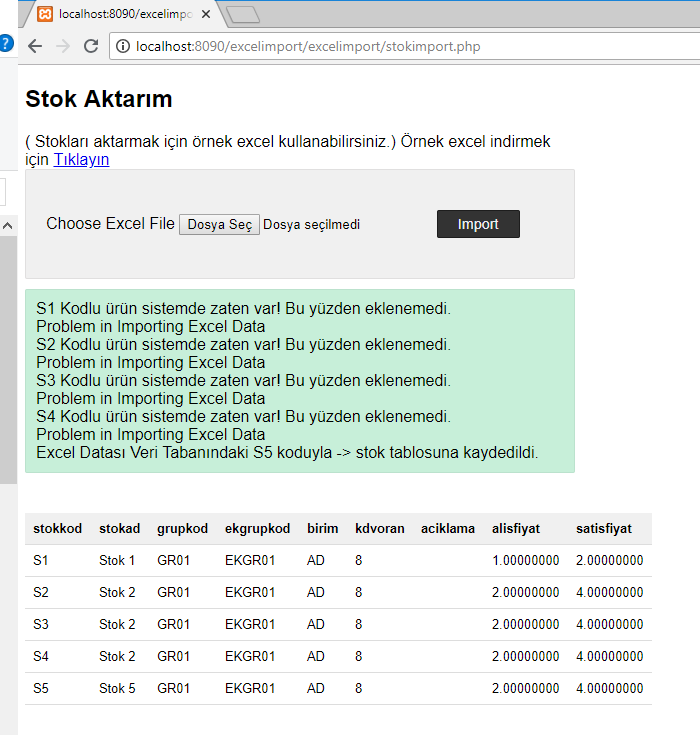 localhost:8090/excelimpo
localhost:8090/excelimport/excelimport/stokimport.php
Stok Aktarım
( Stokları aktarmak için örnek excel kullanabilirsiniz.) Örnek excel indirmek
için Tıklayın
Choose Excel File Dosya Seç Dosya seçilmedi Import
S1 Kodlu ürün sistemde zaten var! Bu yüzden eklenemedi.
Problem in Importing Excel Data
S2 Kodlu ürün sistemde zaten var! Bu yüzden eklenemedi.
Problem in Importing Excel Data
S3 Kodlu ürün sistemde zaten var! Bu yüzden eklenemedi.
Problem in Importing Excel Data
S4 Kodlu ürün sistemde zaten var! Bu yüzden eklenemedi.
Problem in Importing Excel Data
Excel Datası Veri Tabanındaki S5 koduyla -> stok tablosuna kaydedildi.
stokkod stokad grupkod ekgrupkod birim kdvoran aciklama alisfiyat satisfiyat
S1 Stok 1 GR01 EKGR01 AD 8 1.00000000 2.00000000
S2 Stok 2 GR01 EKGR01 AD 8 2.00000000 4.00000000
S3 Stok 2 GR01 EKGR01 AD 8 2.00000000 4.00000000
S4 Stok 2 GR01 EKGR01 AD 8 2.00000000 4.00000000
S5 Stok 5 GR01 EKGR01 AD 8 2.00000000 4.00000000